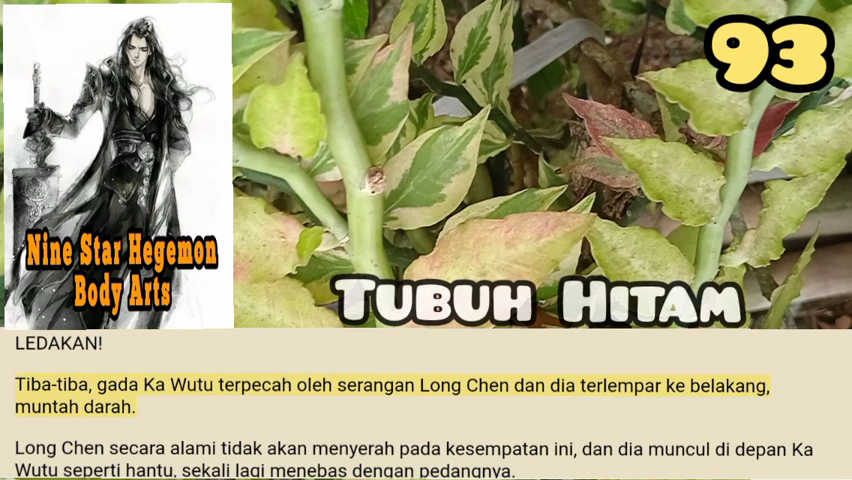 93
Nine Star Hegemon
Body Arts
TUBUH HITAM
LEDAKAN!
Tiba-tiba, gada Ka Wutu terpecah oleh serangan Long Chen dan dia terlempar ke belakang,
muntah darah.
Long Chen secara alami tidak akan menyerah pada kesempatan ini, dan dia muncul di depan Ka
Wutu seperti hantu, sekali lagi menebas dengan pedangnya.